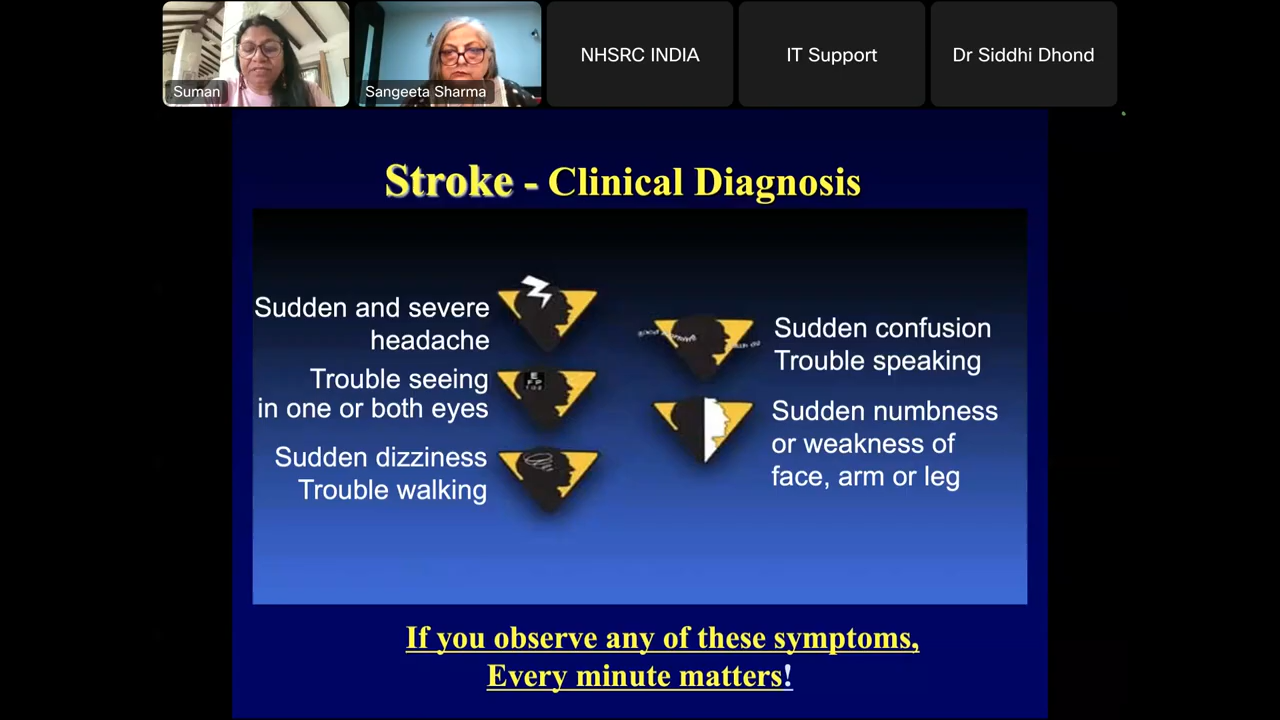 NHSRC INDIA
IT Support
Dr Siddhi Dhond
Suman
Sangeeta Sharma
Stroke - Clinical Diagnosis
Sudden and severe
headache
Trouble seeing
in one or both eyes
Sudden dizziness
Trouble walking
Sudden confusion
Trouble speaking
Sudden numbness
or weakness of
face, arm or leg
E
F P
If you observe any of these symptoms,
Every minute matters!